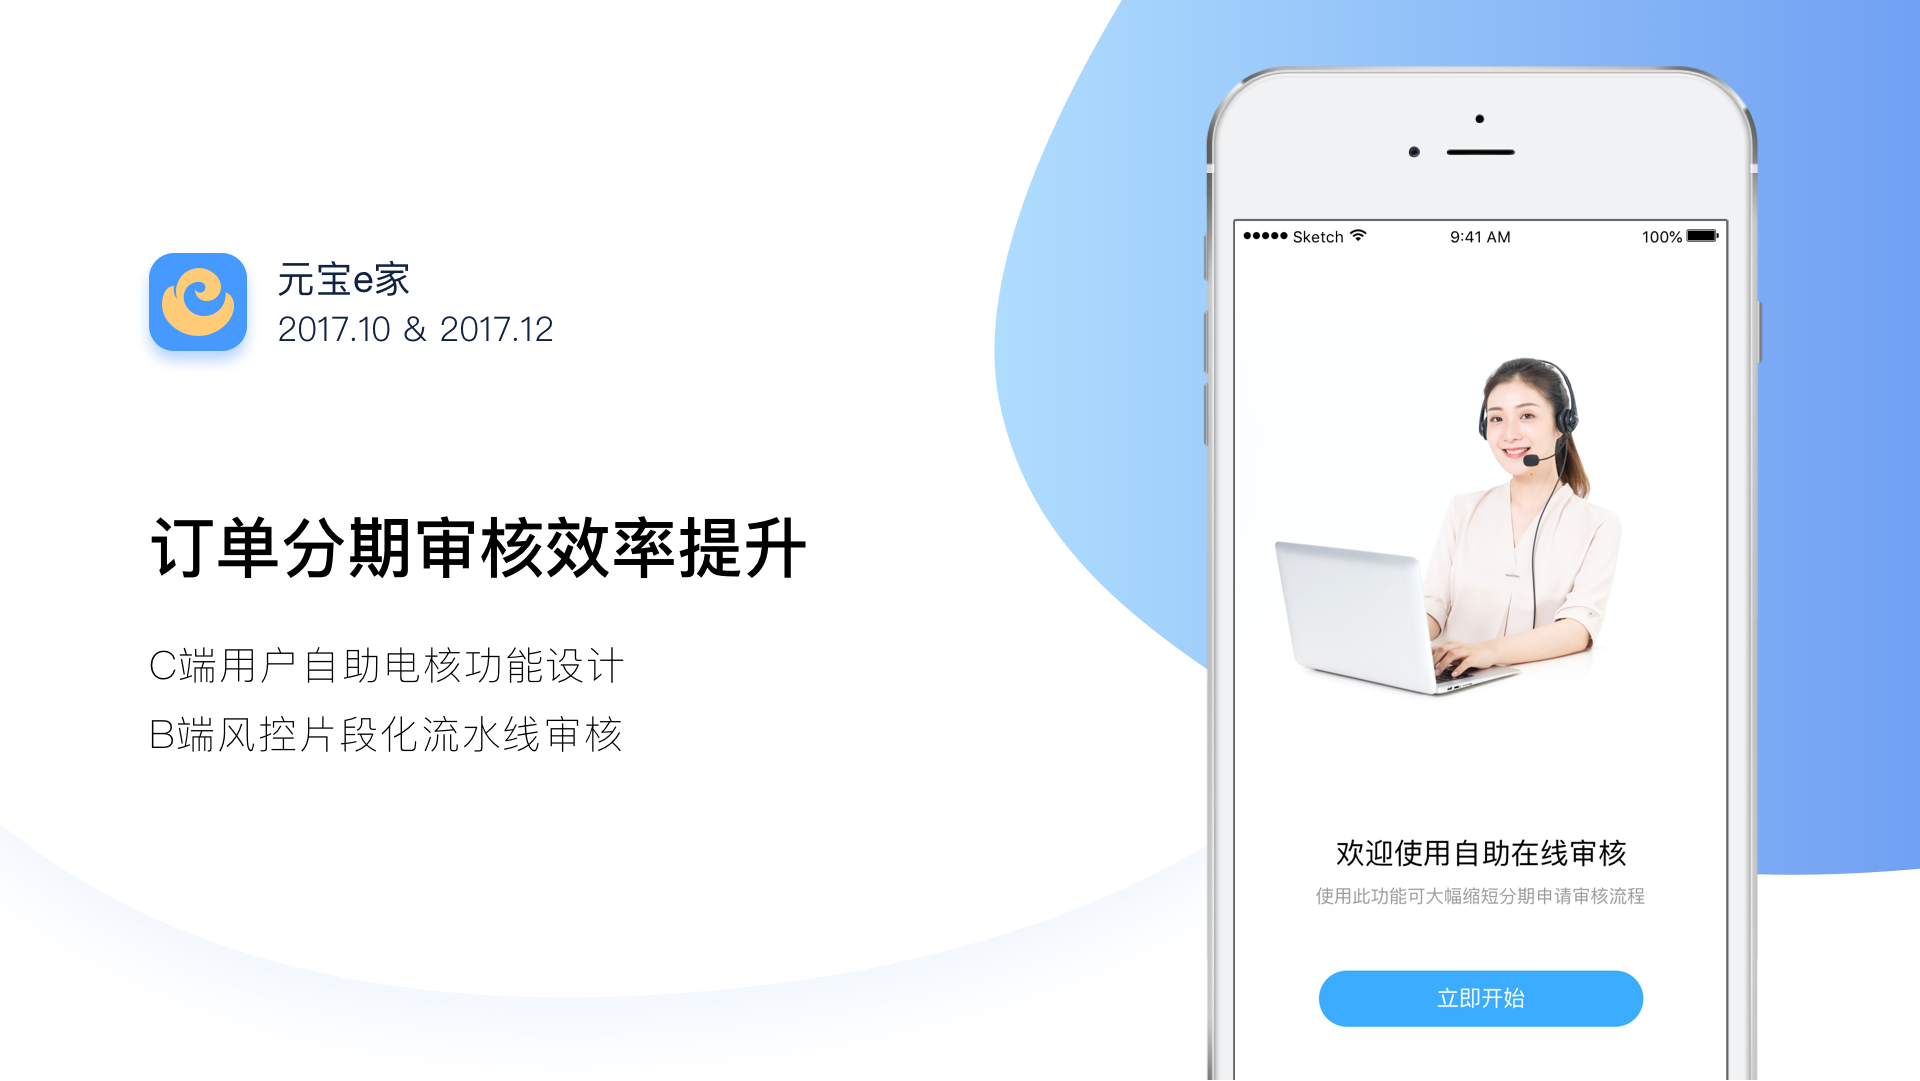 元宝e家
2017.10 & 2017.12
订单分期审核效率提升
C端用户自助电核功能设计
B端风控片段化流水线审核
Sketch 9:41 AM 100%
欢迎使用自助在线审核
使用此功能可大幅缩短分期申请审核流程
立即开始